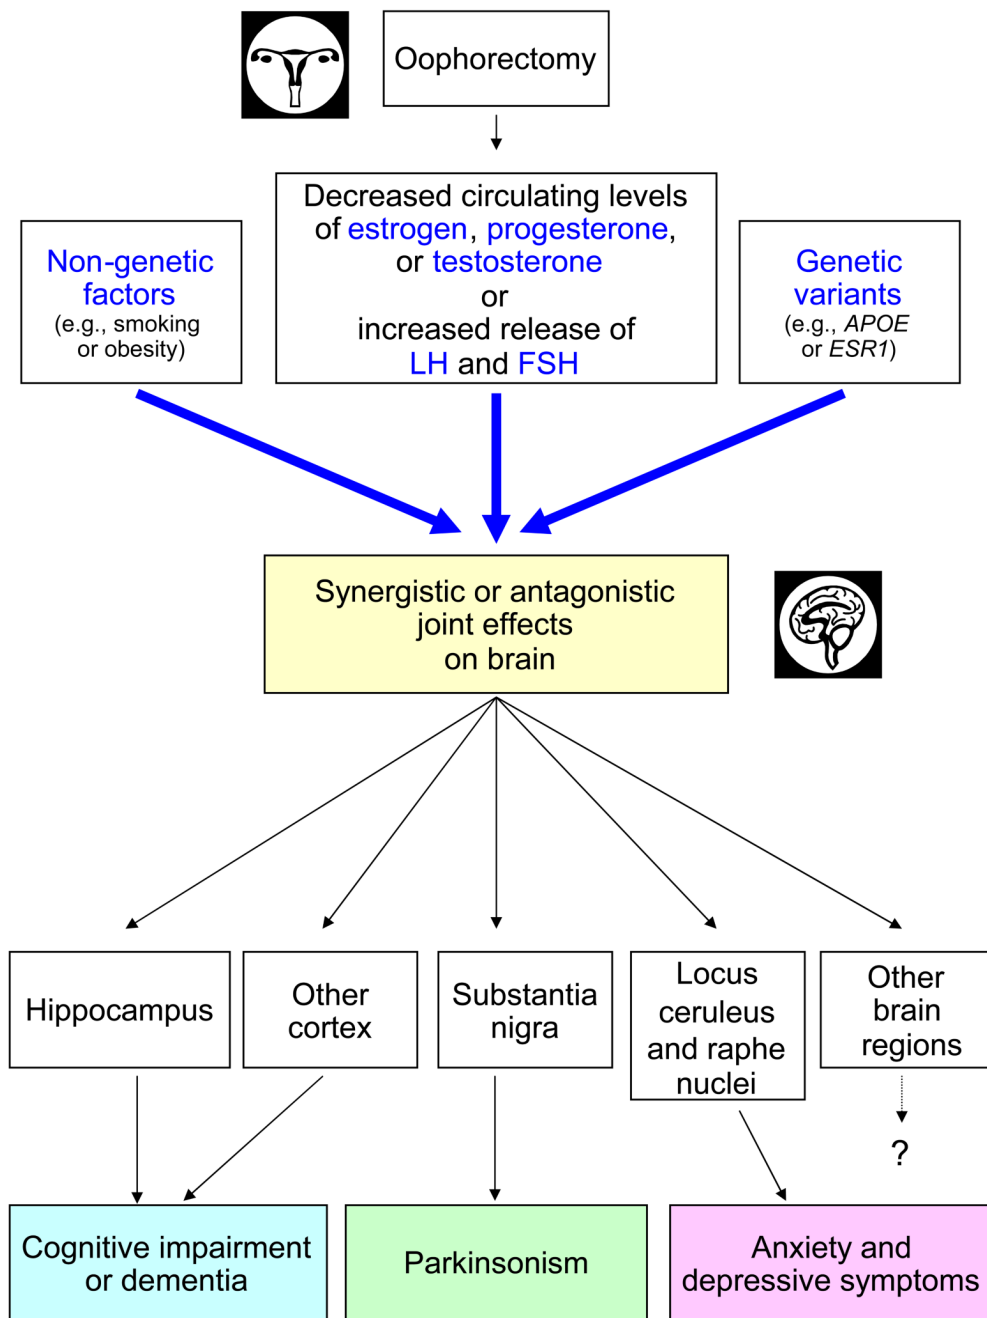 Oophorectomy
Decreased circulating levels
of estrogen, progesterone,
or testosterone
or
increased release of
LH and FSH
Non-genetic
factors
(e.g., smoking
or obesity)
Genetic
variants
(e.g., APOE
or ESR1)
Synergistic or antagonistic
joint effects
on brain
Hippocampus
Other
cortex
Substantia
nigra
Locus
ceruleus
and raphe
nuclei
Other
brain
regions
?
Cognitive impairment
or dementia
Parkinsonism
Anxiety and
depressive symptoms